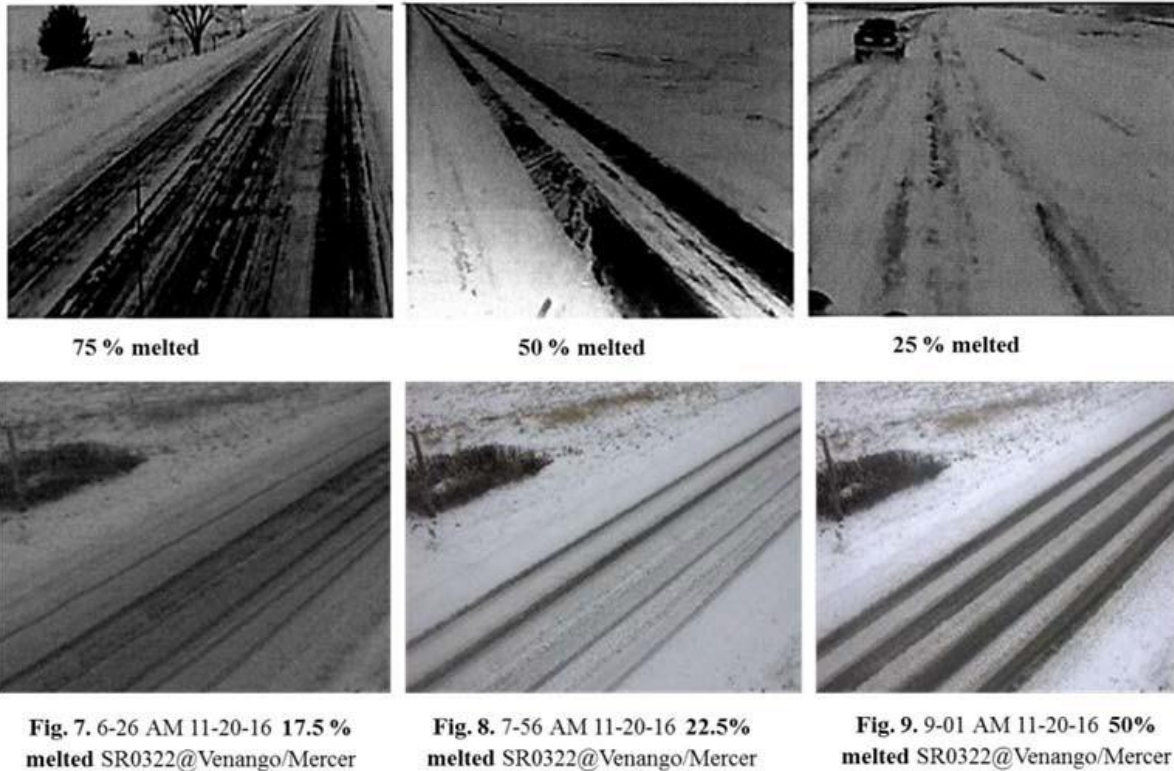 75 % melted
50 % melted
25 % melted
Fig. 7. 6-26 AM 11-20-16 17.5 %
melted SR0322@Venango/Mercer
Fig. 8. 7-56 AM 11-20-16 22.5%
melted SR0322@Venango/Mercer
Fig. 9. 9-01 AM 11-20-16 50%
melted SR0322@Venango/Mercer